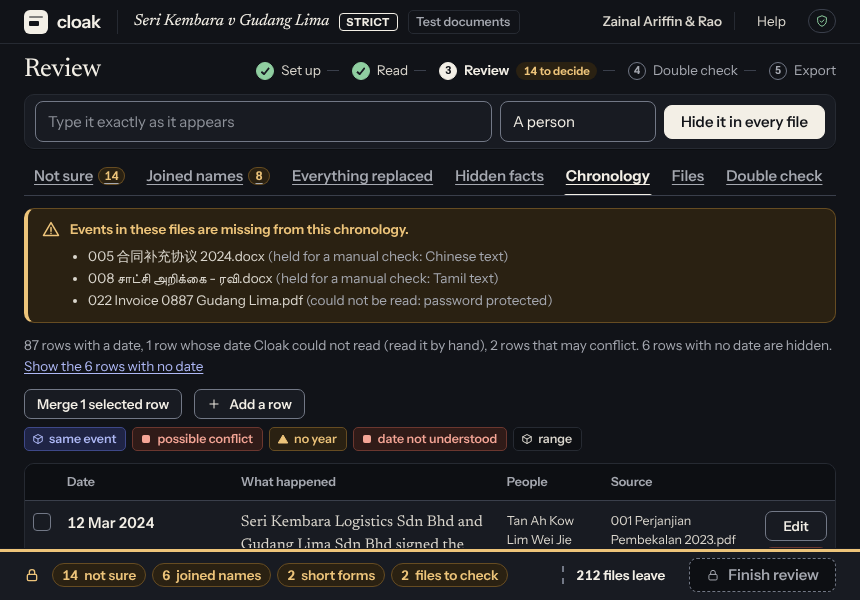 cloak
Seri Kembara v Gudang Lima
STRICT
Test documents
Zainal Ariffin & Rao
Help
Review
Set up
Read
3 Review 14 to decide
4 Double check
5 Export
Type it exactly as it appears
A person
Hide it in every file
Not sure 14
Joined names 8
Everything replaced
Hidden facts
Chronology
Files
Double check
Events in these files are missing from this chronology.
005 合同补充协议 2024.docx (held for a manual check: Chinese text)
008 சாட்சி அறிக்கை - ரவி.docx (held for a manual check: Tamil text)
022 Invoice 0887 Gudang Lima.pdf (could not be read: password protected)
87 rows with a date, 1 row whose date Cloak could not read (read it by hand), 2 rows that may conflict. 6 rows with no date are hidden.
Show the 6 rows with no date
Merge 1 selected row
+ Add a row
same event
possible conflict
no year
date not understood
range
Date
What happened
People
Source
12 Mar 2024
Seri Kembara Logistics Sdn Bhd and
Gudang Lima Sdn Bhd signed the
Tan Ah Kow
Lim Wei Jie
001 Perjanjian
Pembekalan 2023.pdf
Edit
14 not sure
6 joined names
2 short forms
2 files to check
212 files leave
Finish review